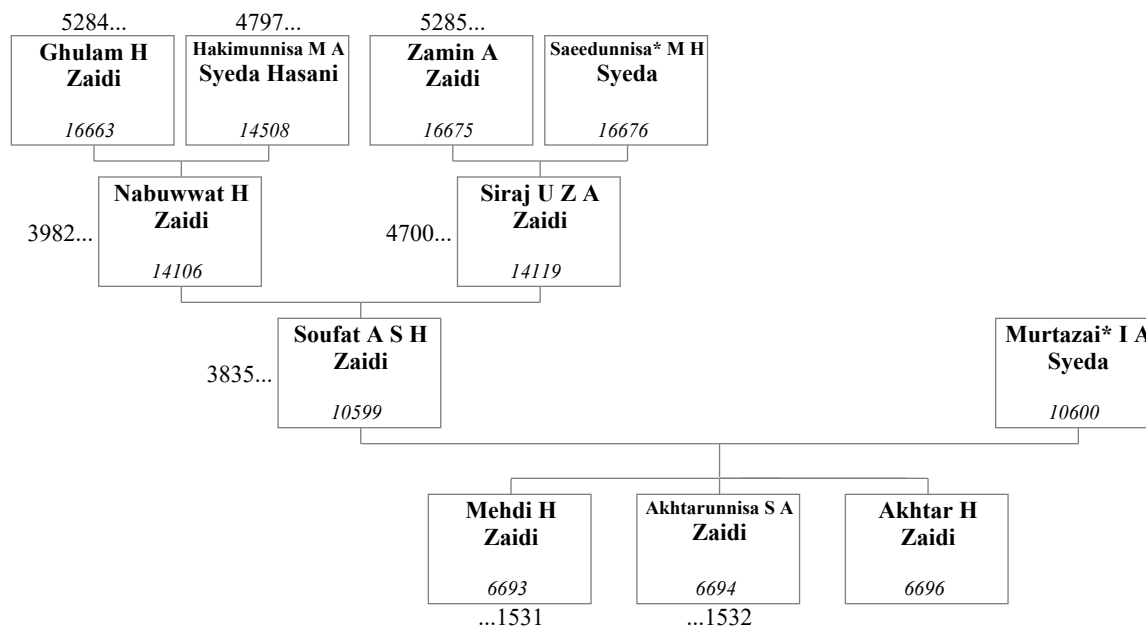 5284...
4797...
5285...
Ghulam H
Zaidi
16663
Hakimunnisa M A
Syeda Hasani
14508
Zamin A
Zaidi
16675
Saeedunnisa* M H
Syeda
16676
3982...
Nabuwwat H
Zaidi
14106
4700...
Siraj U Z A
Zaidi
14119
3835...
Soufat A S H
Zaidi
10599
Murtazai* I A
Syeda
10600
Mehdi H
Zaidi
6693
...1531
Akhtarunnisa S A
Zaidi
6694
...1532
Akhtar H
Zaidi
6696